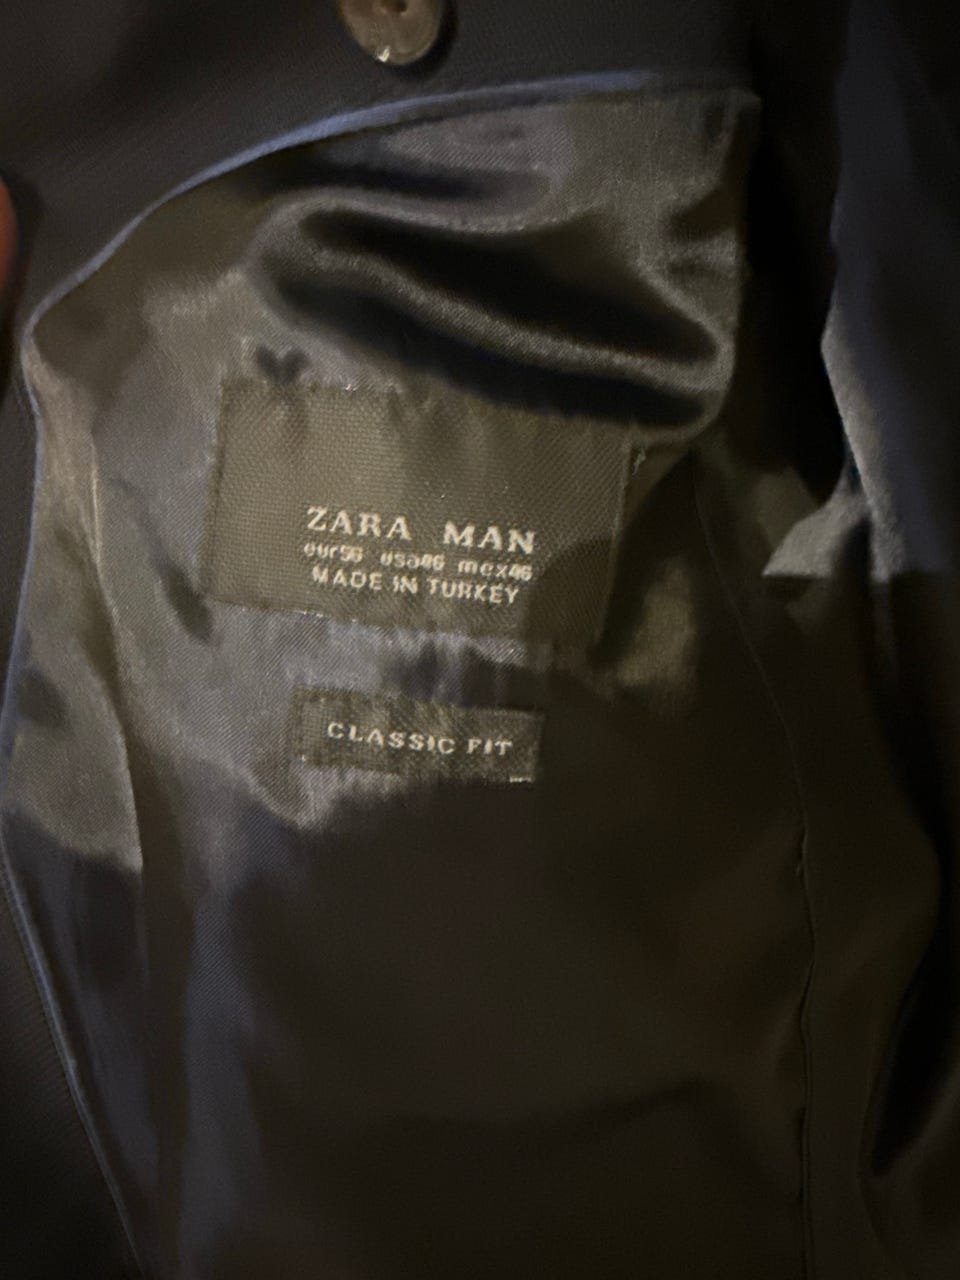 ZARA MAN
eur56 usa46 mex46
MADE IN TURKEY
CLASSIC FIT